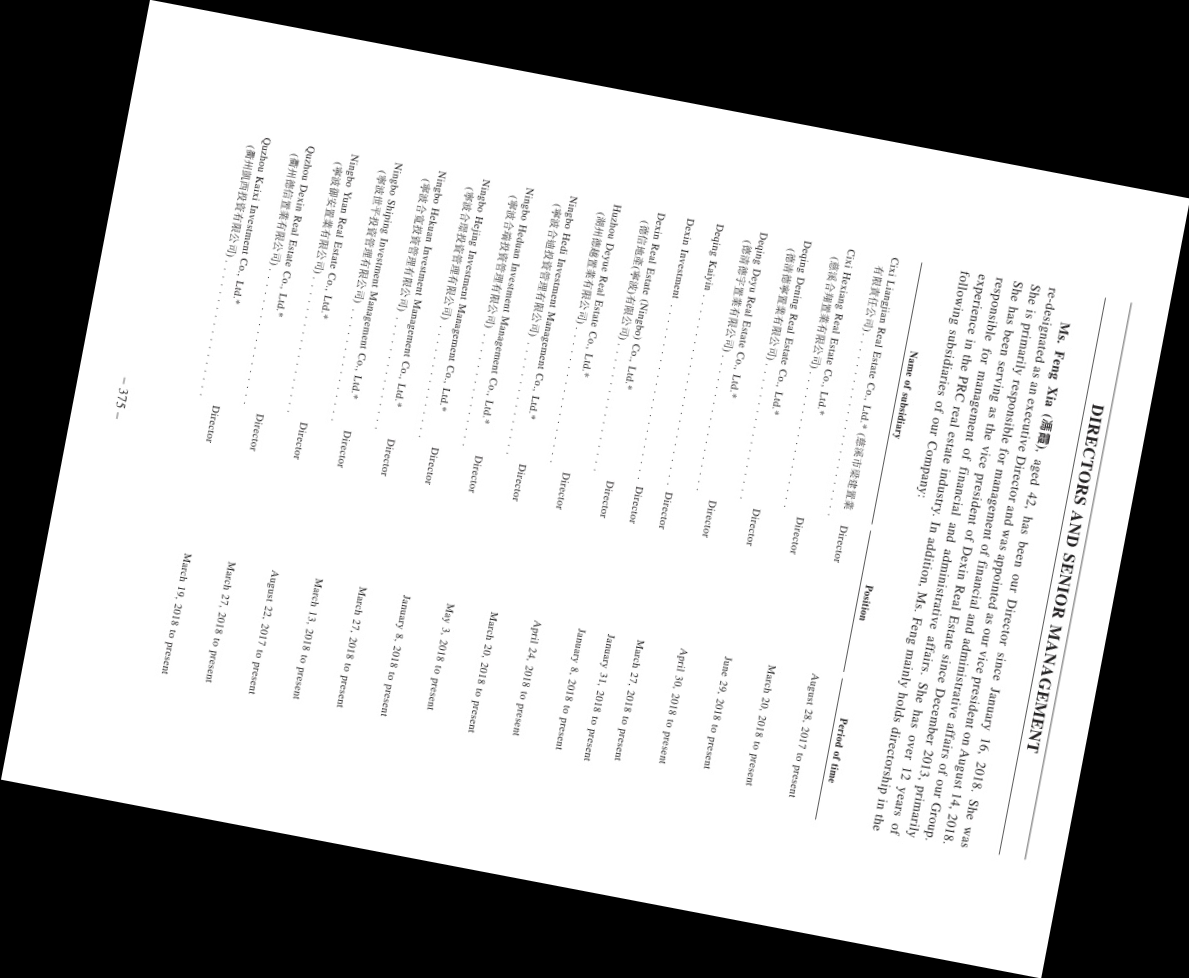 DIRECTORS AND SENIOR MANAGEMENT
Ms. Feng Xia (馮霞), aged 42, has been our Director since January 16, 2018. She was
re-designated as an executive Director and was appointed as our vice president on August 14, 2018.
She is primarily responsible for management of financial and administrative affairs of our Group.
She has been serving as the vice president of Dexin Real Estate since December 2013, primarily
responsible for management of financial and administrative affairs. She has over 12 years of
experience in the PRC real estate industry. In addition, Ms. Feng mainly holds directorship in the
following subsidiaries of our Company:
Name of subsidiary Position Period of time
Cixi Liangjian Real Estate Co., Ltd.* (慈溪市梁建置業
有限責任公司) . . . . . . . . . . . . . . . . Director August 28, 2017 to present
Cixi Hexiang Real Estate Co., Ltd.*
(慈溪合翔置業有限公司) . . . . . . . . . . . . Director March 20, 2018 to present
Deqing Dening Real Estate Co., Ltd.*
(德清德寧置業有限公司) . . . . . . . . . . . . Director June 29, 2018 to present
Deqing Deyu Real Estate Co., Ltd.*
(德清德宇置業有限公司) . . . . . . . . . . . . Director April 30, 2018 to present
Deqing Kaiyin . . . . . . . . . . . . . . . . Director March 27, 2018 to present
Dexin Investment . . . . . . . . . . . . . . . Director January 31, 2018 to present
Dexin Real Estate (Ningbo) Co., Ltd.*
(德信地產(寧波)有限公司) . . . . . . . . . . . Director January 8, 2018 to present
Huzhou Deyue Real Estate Co., Ltd.*
(湖州德樾置業有限公司) . . . . . . . . . . . . Director April 24, 2018 to present
Ningbo Hedi Investment Management Co., Ltd.*
(寧波合迪投資管理有限公司) . . . . . . . . . . Director March 20, 2018 to present
Ningbo Heduan Investment Management Co., Ltd.*
(寧波合端投資管理有限公司) . . . . . . . . . . Director May 3, 2018 to present
Ningbo Hejing Investment Management Co., Ltd.*
(寧波合璟投資管理有限公司) . . . . . . . . . . Director January 8, 2018 to present
Ningbo Hekuan Investment Management Co., Ltd.*
(寧波合寬投資管理有限公司) . . . . . . . . . . Director March 27, 2018 to present
Ningbo Shiping Investment Management Co., Ltd.*
(寧波世平投資管理有限公司) . . . . . . . . . . Director March 13, 2018 to present
Ningbo Yuan Real Estate Co., Ltd.*
(寧波御安置業有限公司) . . . . . . . . . . . . Director August 22, 2017 to present
Quzhou Dexin Real Estate Co., Ltd.*
(衢州德信置業有限公司) . . . . . . . . . . . . Director March 27, 2018 to present
Quzhou Kaixi Investment Co., Ltd.*
(衢州凱西投資有限公司) . . . . . . . . . . . . Director March 19, 2018 to present
– 375 –